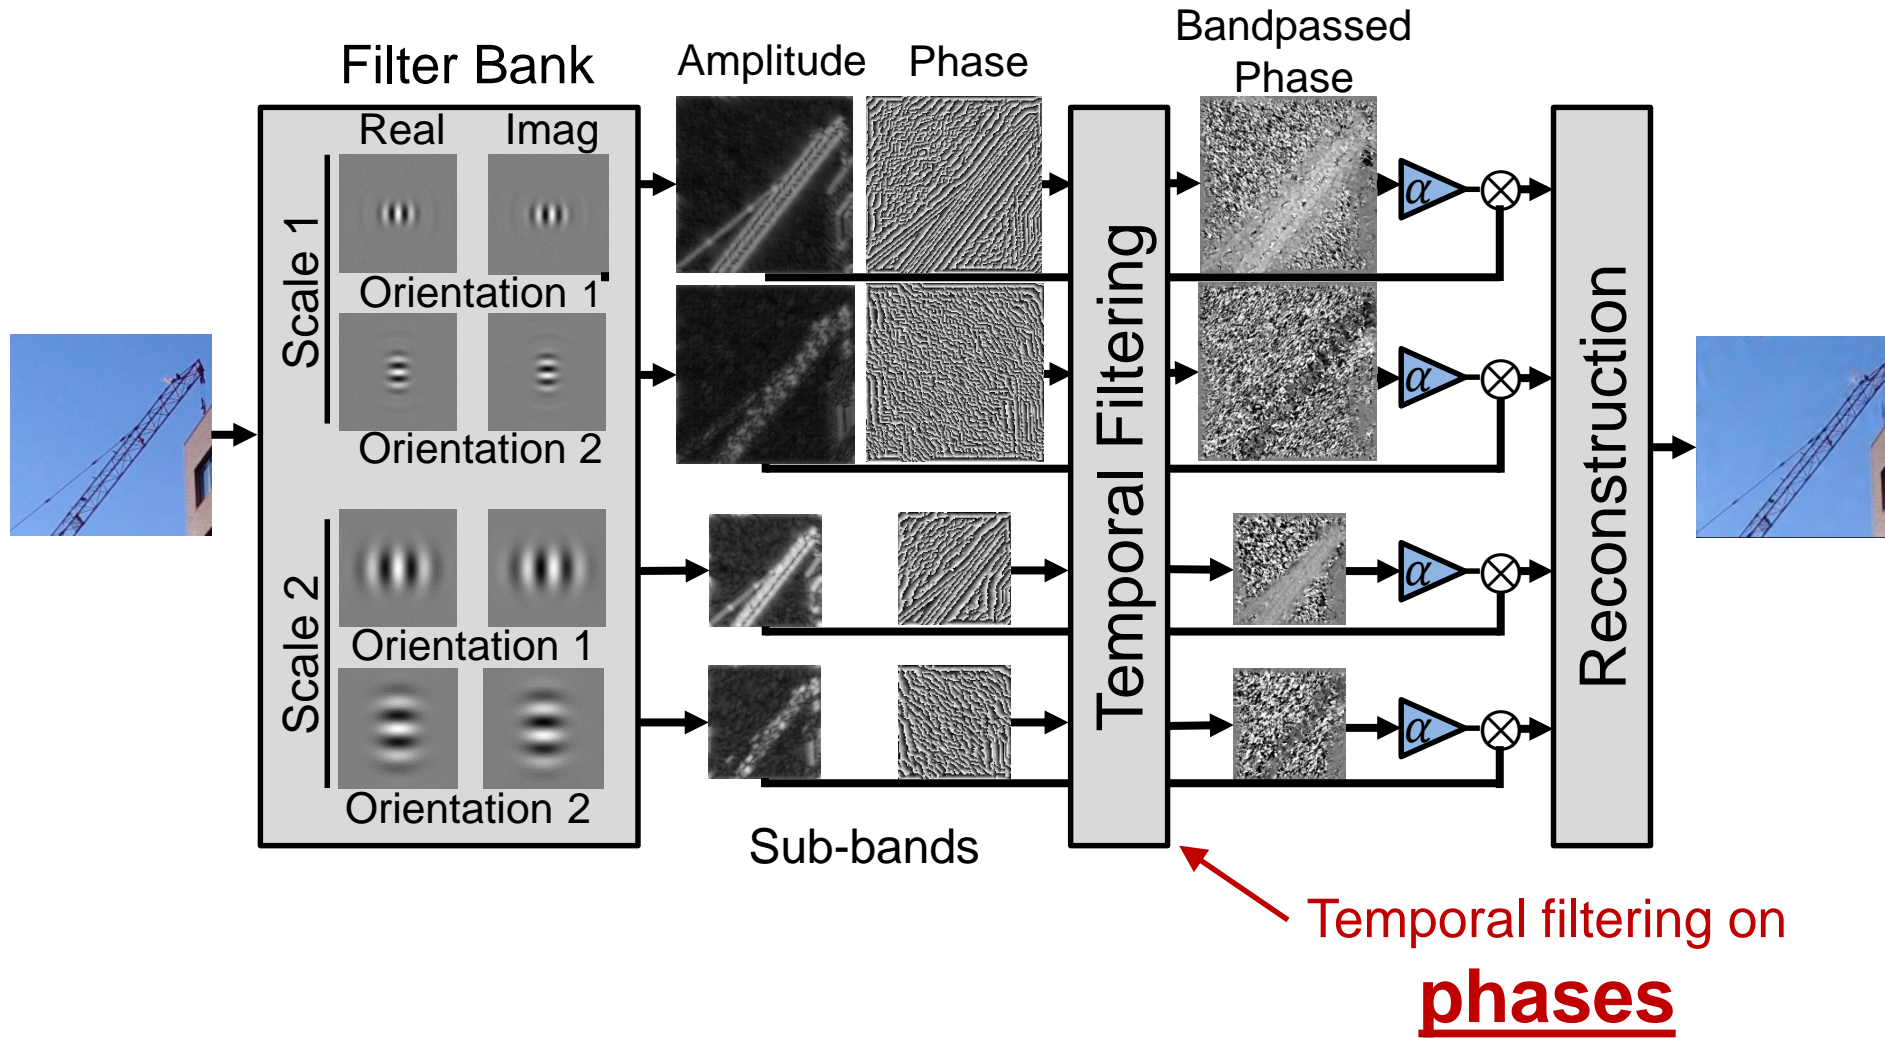 Filter Bank
Amplitude
Phase
Bandpassed
Phase
Real
Imag
Scale 1
Orientation 1
Orientation 2
Scale 2
Orientation 1
Orientation 2
Sub-bands
Temporal Filtering
α
α
α
α
Reconstruction
Temporal filtering on
phases